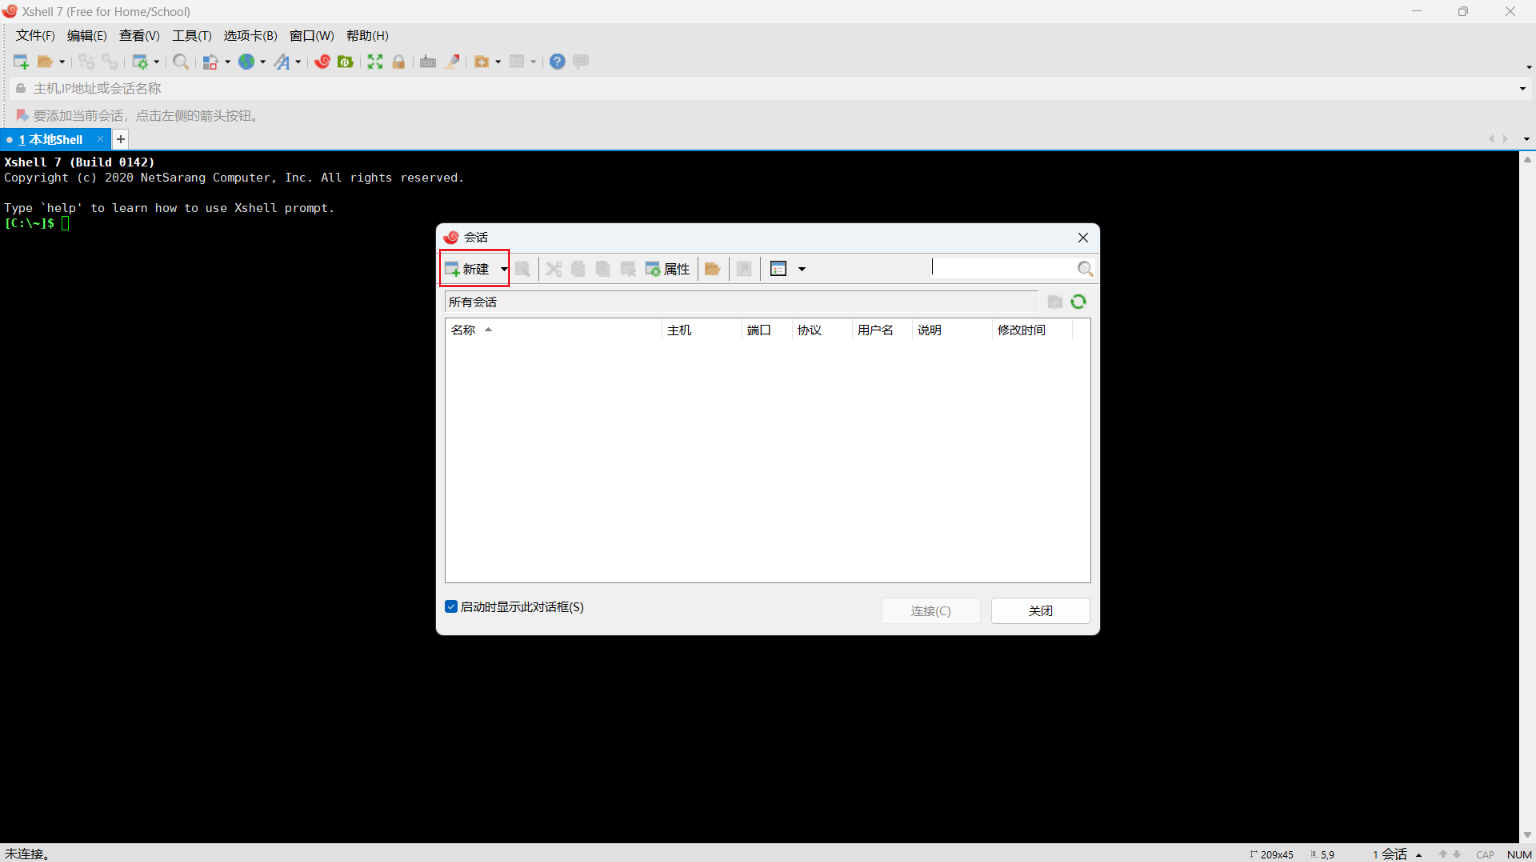 Xshell 7 (Free for Home/School)
文件(F) 编辑(E) 查看(V) 工具(T) 选项卡(B) 窗口(W) 帮助(H)
主机,IP地址或会话名称
要添加当前会话，点击左侧的箭头按钮。
1 本地Shell
Xshell 7 (Build 0142)
Copyright (c) 2020 NetSarang Computer, Inc. All rights reserved.
Type `help' to learn how to use Xshell prompt.
[C:\~]$
会话
新建 属性
所有会话
名称 主机 端口 协议 用户名 说明 修改时间
启动时显示此对话框(S) 连接(C) 关闭
未连接。 209x45 5,9 1 会话 CAP NUM